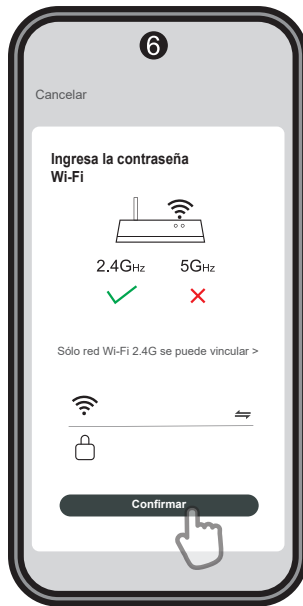 6
Cancelar
Ingresa la contraseña
Wi-Fi
2.4GHz 5GHz
Sólo red Wi-Fi 2.4G se puede vincular >
Confirmar